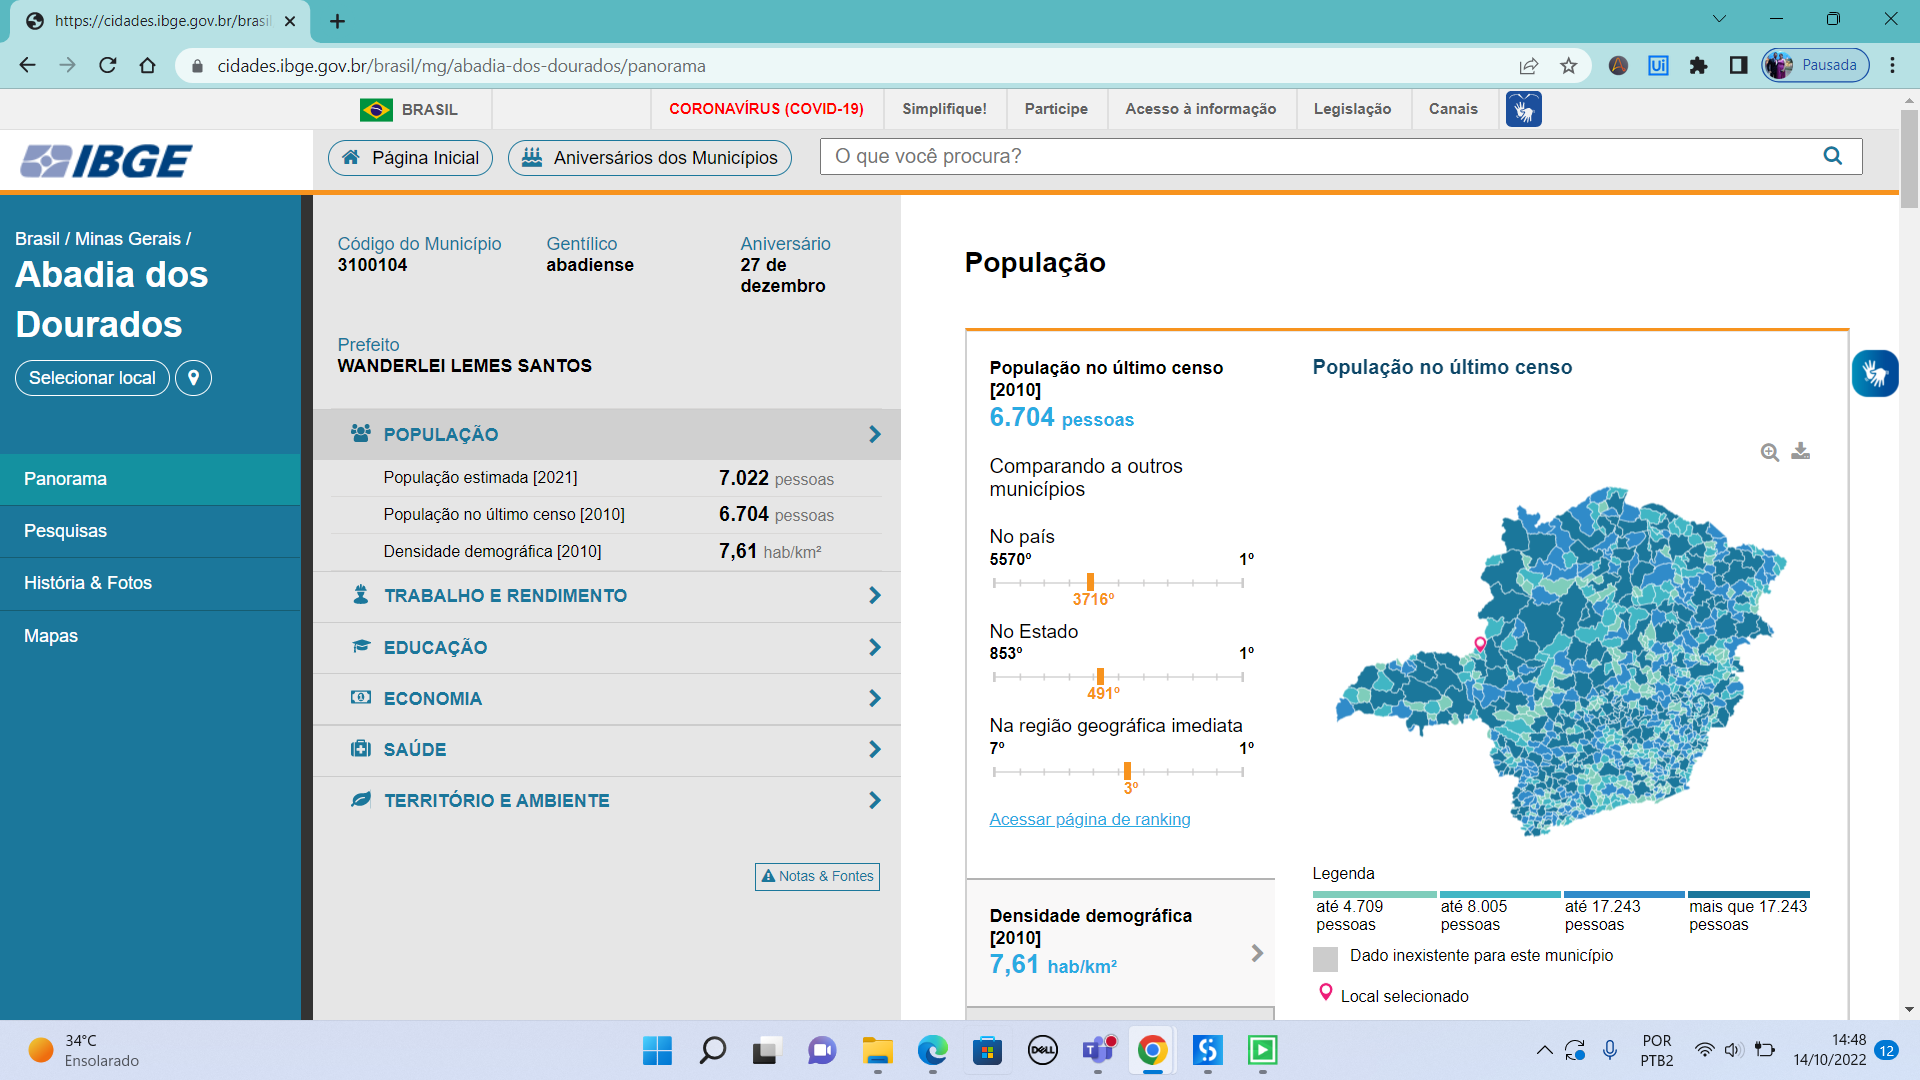 https://cidades.ibge.gov.br/brasil
cidades.ibge.gov.br/brasil/mg/abadia-dos-dourados/panorama
Pausada
BRASIL
CORONAVÍRUS (COVID-19)
Simplifique!
Participe
Acesso à informação
Legislação
Canais
IBGE
Página Inicial
Aniversários dos Municípios
O que você procura?
Brasil / Minas Gerais /
Abadia dos
Dourados
Selecionar local
Panorama
Pesquisas
História & Fotos
Mapas
Código do Município
3100104
Gentílico
abadiense
Aniversário
27 de
dezembro
Prefeito
WANDERLEI LEMES SANTOS
POPULAÇÃO
População estimada [2021] 7.022 pessoas
População no último censo [2010] 6.704 pessoas
Densidade demográfica [2010] 7,61 hab/km²
TRABALHO E RENDIMENTO
EDUCAÇÃO
ECONOMIA
SAÚDE
TERRITÓRIO E AMBIENTE
Notas & Fontes
População
População no último censo
[2010]
6.704 pessoas
Comparando a outros
municípios
No país
5570º 1º
3716º
No Estado
853º 1º
491º
Na região geográfica imediata
7º 1º
3º
Acessar página de ranking
Densidade demográfica
[2010]
7,61 hab/km²
População no último censo
Legenda
até 4.709
pessoas
até 8.005
pessoas
até 17.243
pessoas
mais que 17.243
pessoas
Dado inexistente para este município
Local selecionado
34°C
Ensolarado
DELL
POR
PTB2
14:48
14/10/2022
12